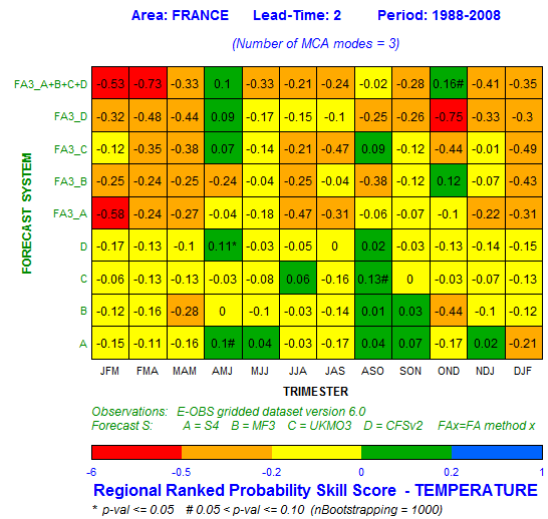 Area: FRANCE Lead-Time: 2 Period: 1988-2008
(Number of MCA modes = 3)
FORECAST SYSTEM
FA3_A+B+C+D -0.53 -0.73 -0.33 0.1 -0.33 -0.21 -0.24 -0.02 -0.28 0.16# -0.41 -0.35
FA3_D -0.32 -0.48 -0.44 0.09 -0.17 -0.15 -0.1 -0.25 -0.26 -0.75 -0.33 -0.3
FA3_C -0.12 -0.35 -0.38 0.07 -0.14 -0.21 -0.47 0.09 -0.12 -0.44 -0.01 -0.49
FA3_B -0.25 -0.24 -0.25 -0.24 -0.04 -0.25 -0.04 -0.38 -0.12 0.12 -0.07 -0.43
FA3_A -0.58 -0.24 -0.27 -0.04 -0.18 -0.47 -0.31 -0.06 -0.07 -0.1 -0.22 -0.31
D -0.17 -0.13 -0.1 0.11* -0.03 -0.05 0 0.02 -0.03 -0.13 -0.14 -0.15
C -0.06 -0.13 -0.13 -0.03 -0.08 0.06 -0.16 0.13# 0 -0.03 -0.07 -0.13
B -0.12 -0.16 -0.28 0 -0.1 -0.03 -0.14 0.01 0.03 -0.44 -0.1 -0.12
A -0.15 -0.11 -0.16 0.1# 0.04 -0.03 -0.17 0.04 0.07 -0.17 0.02 -0.21
JFM FMA MAM AMJ MJJ JJA JAS ASO SON OND NDJ DJF
TRIMESTER
Observations: E-OBS gridded dataset version 6.0
Forecast S: A = S4 B = MF3 C = UKMO3 D = CFSv2 FAx=FA method x
-6 -0.5 -0.2 0 0.2 1
Regional Ranked Probability Skill Score - TEMPERATURE
* p-val <= 0.05 # 0.05 < p-val <= 0.10 (nBootstrapping = 1000)